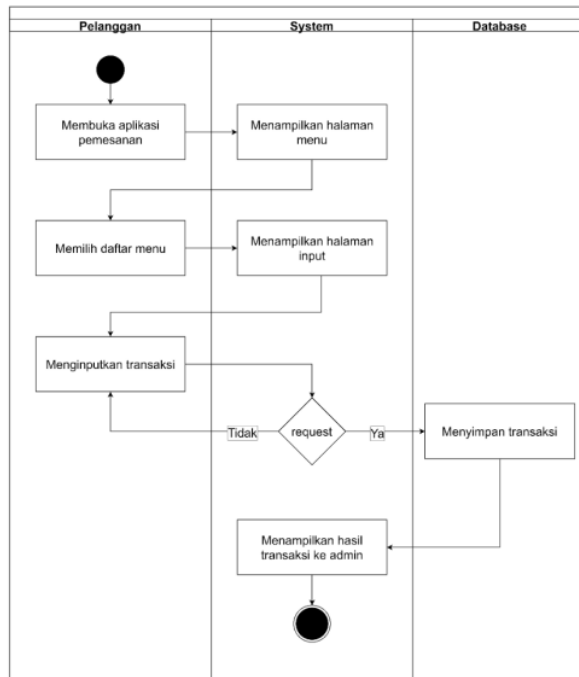 Pelanggan
System
Database
Membuka aplikasi
pemesanan
Menampilkan halaman
menu
Memilih daftar menu
Menampilkan halaman
input
Menginputkan transaksi
Tidak
request
Ya
Menyimpan transaksi
Menampilkan hasil
transaksi ke admin